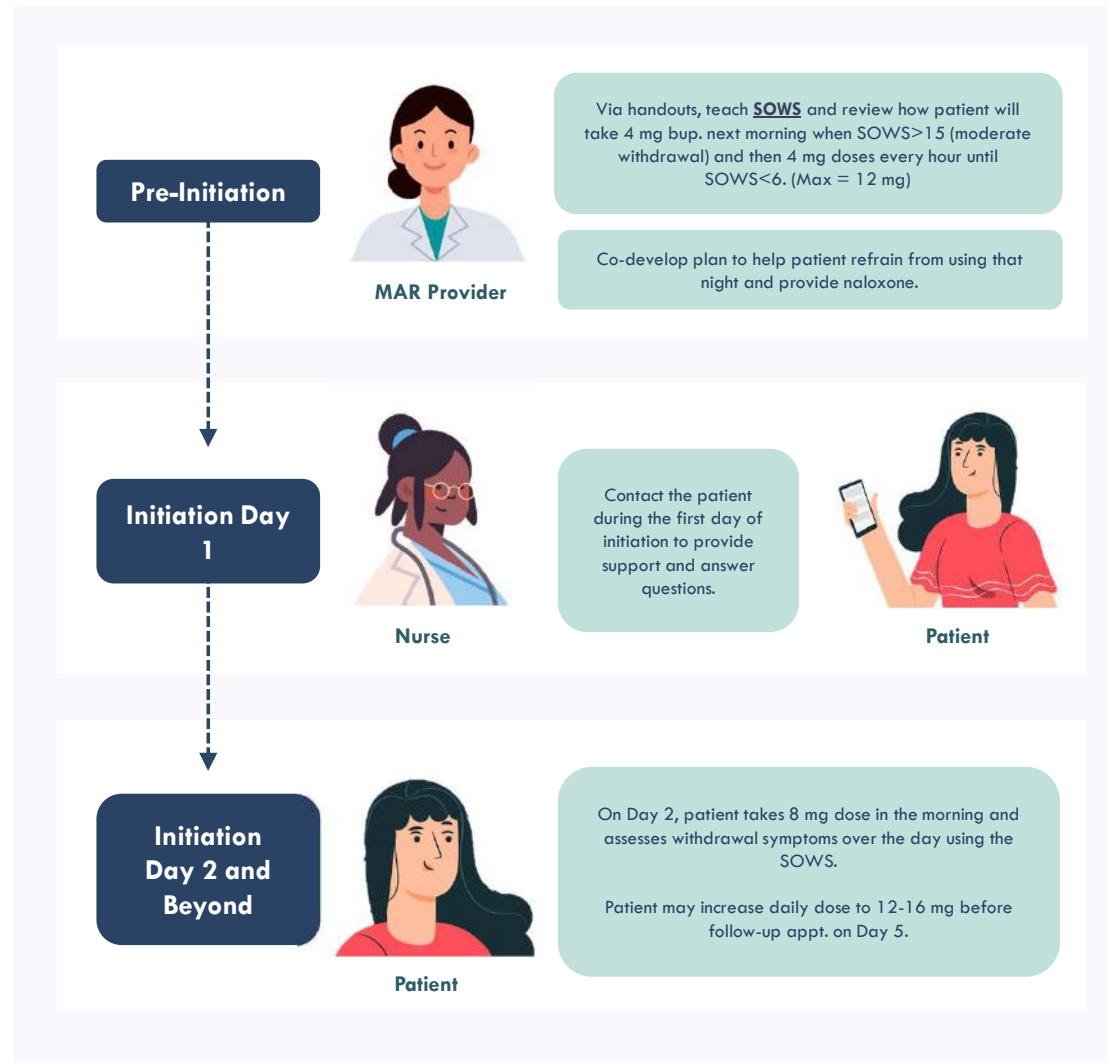 Via handouts, teach SOWS and review how patient will
take 4 mg bup. next morning when SOWS>15 (moderate
withdrawal) and then 4 mg doses every hour until
SOWS<6. (Max = 12 mg)
Pre-Initiation
Co-develop plan to help patient refrain from using that
night and provide naloxone.
MAR Provider
Initiation Day
1
Contact the patient
during the first day of
initiation to provide
support and answer
questions.
Nurse
Patient
Initiation
Day 2 and
Beyond
On Day 2, patient takes 8 mg dose in the morning and
assesses withdrawal symptoms over the day using the
SOWS.
Patient may increase daily dose to 12-16 mg before
follow-up appt. on Day 5.
Patient